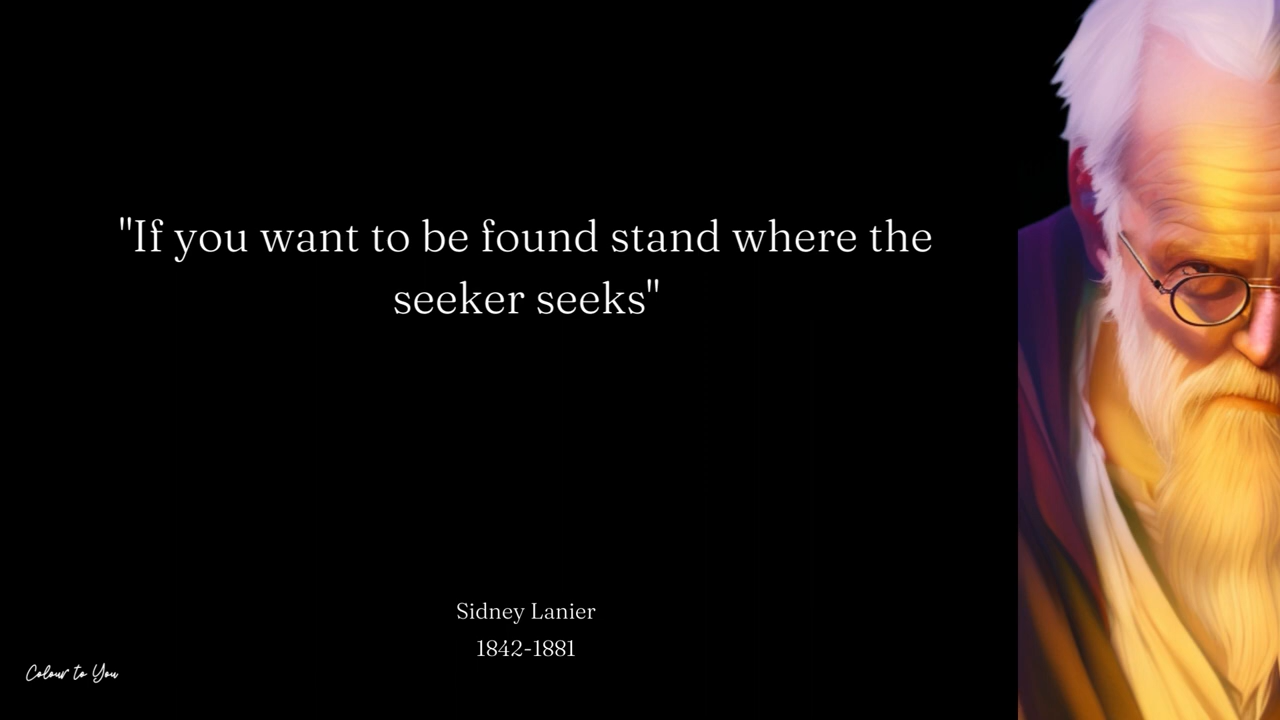 "If you want to be found stand where the
seeker seeks"
Sidney Lanier
1842-1881
Colour to You